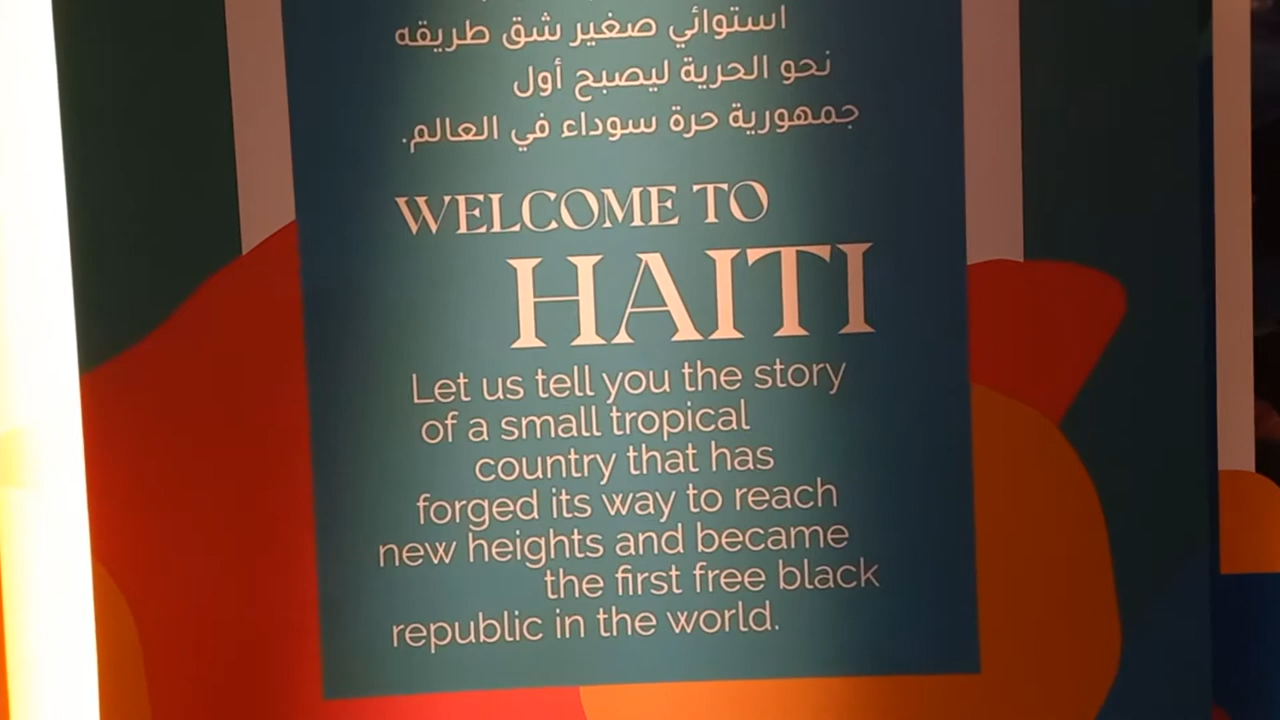 استوائي صغير شق طريقه
نحو الحرية ليصبح أول
جمهورية حرة سوداء في العالم.
WELCOME TO
HAITI
Let us tell you the story
of a small tropical
country that has
forged its way to reach
new heights and became
the first free black
republic in the world.